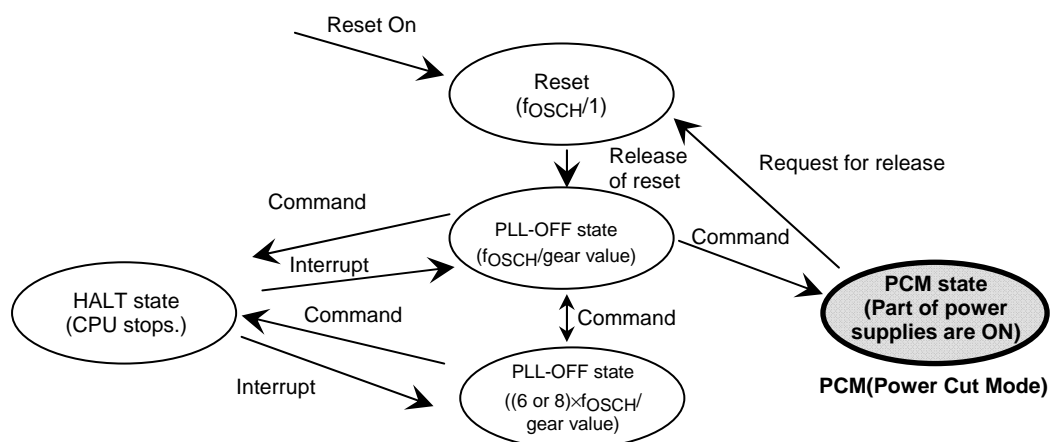 Reset On
Reset
(fOSCH/1)
Release
of reset
Request for release
Command
PLL-OFF state
(fOSCH/gear value)
Command
Interrupt
HALT state
(CPU stops.)
PCM state
(Part of power
supplies are ON)
Command
Command
PCM(Power Cut Mode)
Interrupt
PLL-OFF state
((6 or 8)×fOSCH/
gear value)